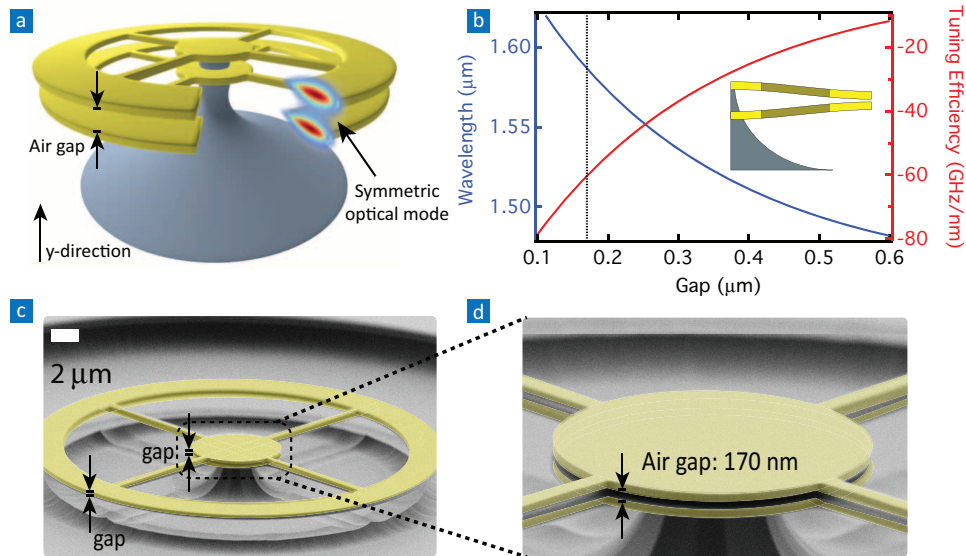 a
Air gap
Symmetric
optical mode
y-direction
b
Wavelength (μm)
1.60
1.55
1.50
0.1 0.2 0.3 0.4 0.5 0.6
Gap (μm)
-20
-40
-60
-80
Tuning Efficiency (GHz/nm)
c
2 μm
gap
gap
d
Air gap: 170 nm